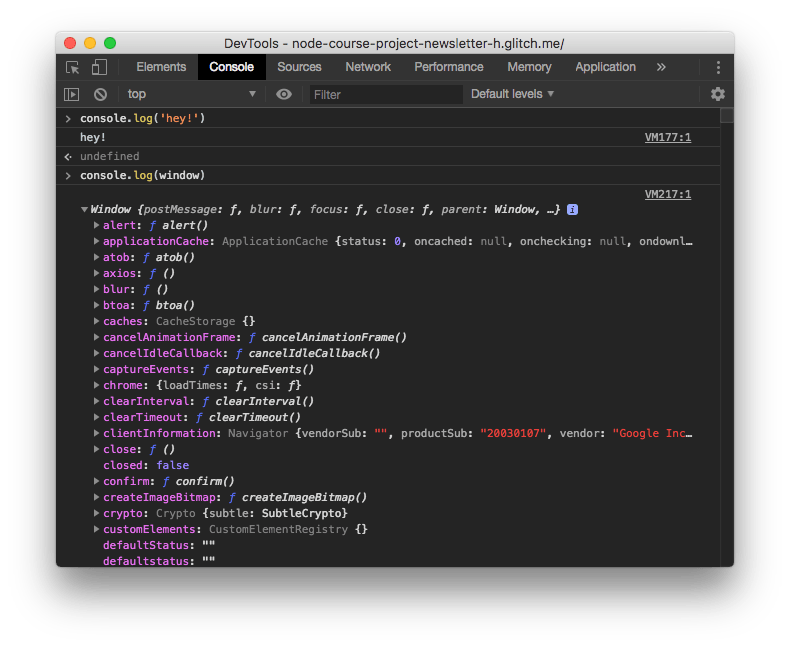 DevTools - node-course-project-newsletter-h.glitch.me/
Elements Console Sources Network Performance Memory Application »
top ▼ Filter Default levels ▼
> console.log('hey!')
hey! VM177:1
undefined
> console.log(window)
VM217:1
▼Window {postMessage: ƒ, blur: ƒ, focus: ƒ, close: ƒ, parent: Window, …} i
▶alert: ƒ alert()
▶applicationCache: ApplicationCache {status: 0, oncached: null, onchecking: null, ondownl…
▶atob: ƒ atob()
▶axios: ƒ ()
▶blur: ƒ ()
▶btoa: ƒ btoa()
▶caches: CacheStorage {}
▶cancelAnimationFrame: ƒ cancelAnimationFrame()
▶cancelIdleCallback: ƒ cancelIdleCallback()
▶captureEvents: ƒ captureEvents()
▶chrome: {loadTimes: ƒ, csi: ƒ}
▶clearInterval: ƒ clearInterval()
▶clearTimeout: ƒ clearTimeout()
▶clientInformation: Navigator {vendorSub: "", productSub: "20030107", vendor: "Google Inc…
▶close: ƒ ()
closed: false
▶confirm: ƒ confirm()
▶createImageBitmap: ƒ createImageBitmap()
▶crypto: Crypto {subtle: SubtleCrypto}
▶customElements: CustomElementRegistry {}
defaultStatus: ""
defaultstatus: ""